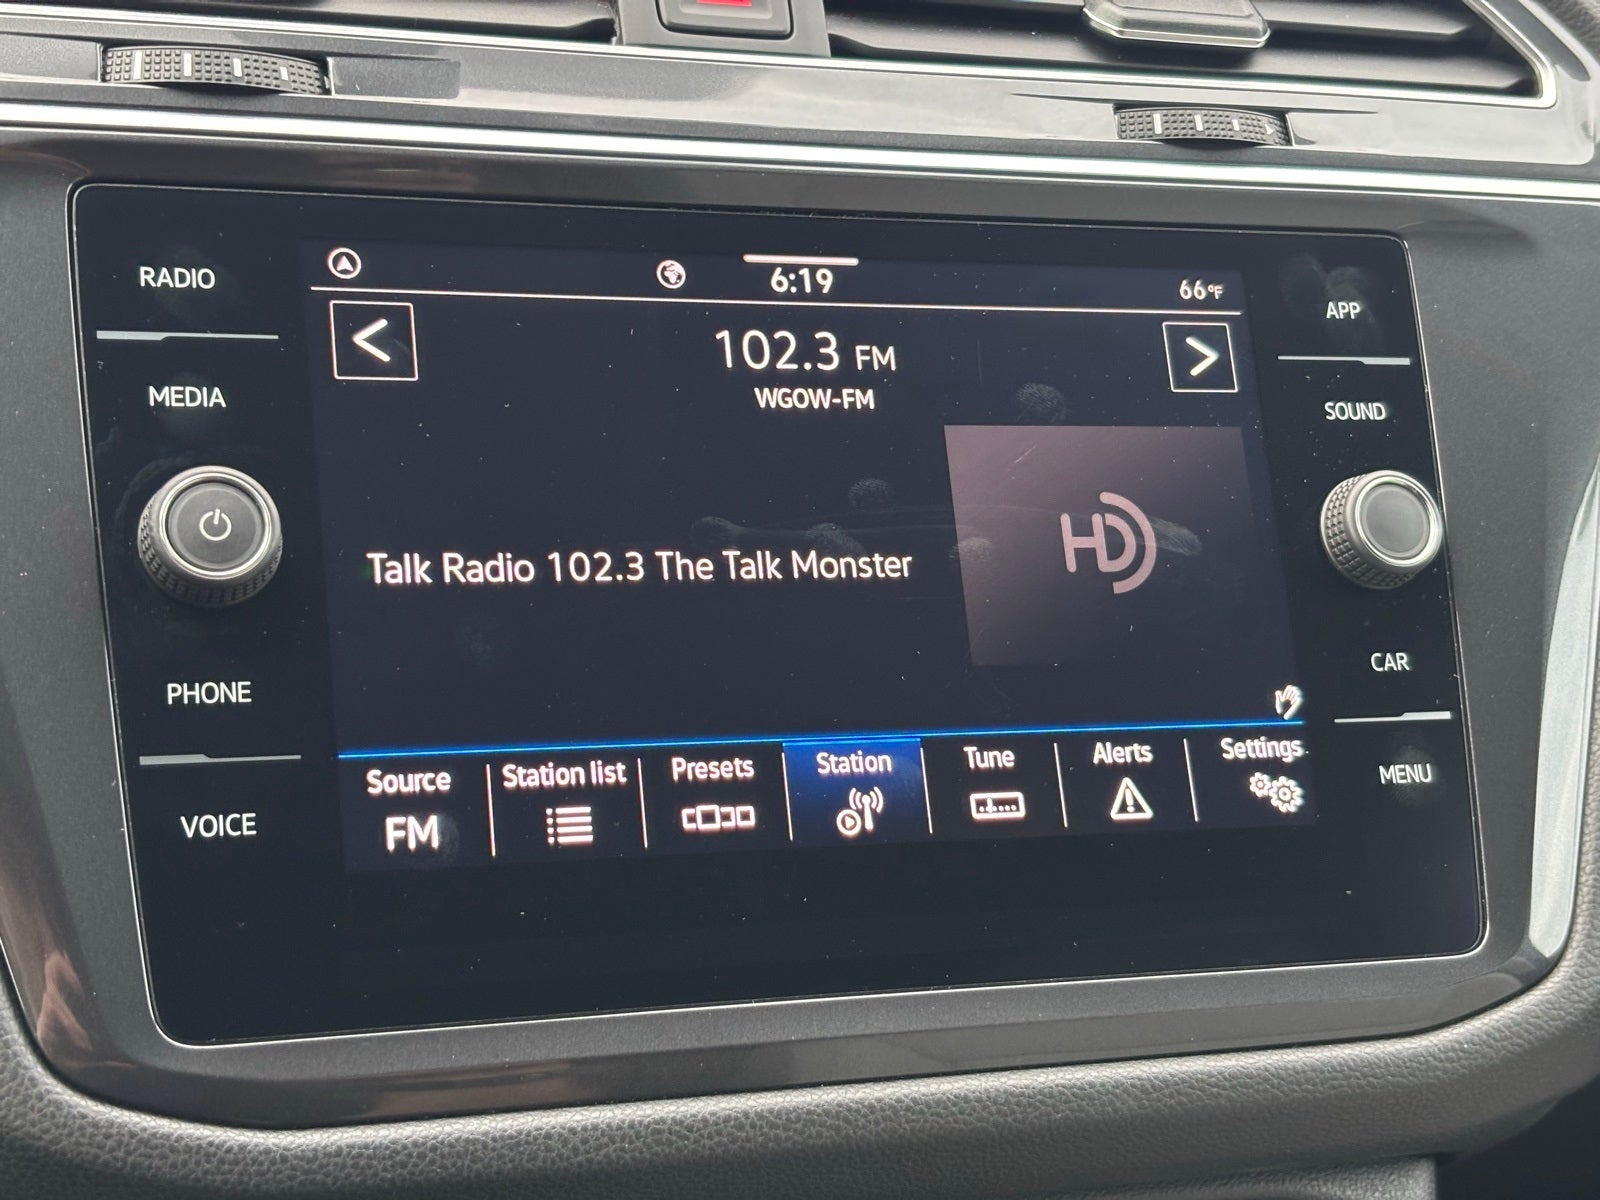 RADIO
MEDIA
PHONE
VOICE
6:19
66°F
<
102.3 FM
>
WGOW-FM
Talk Radio 102.3 The Talk Monster
HD
Source
FM
Station list
Presets
Station
Tune
Alerts
Settings
APP
SOUND
CAR
MENU